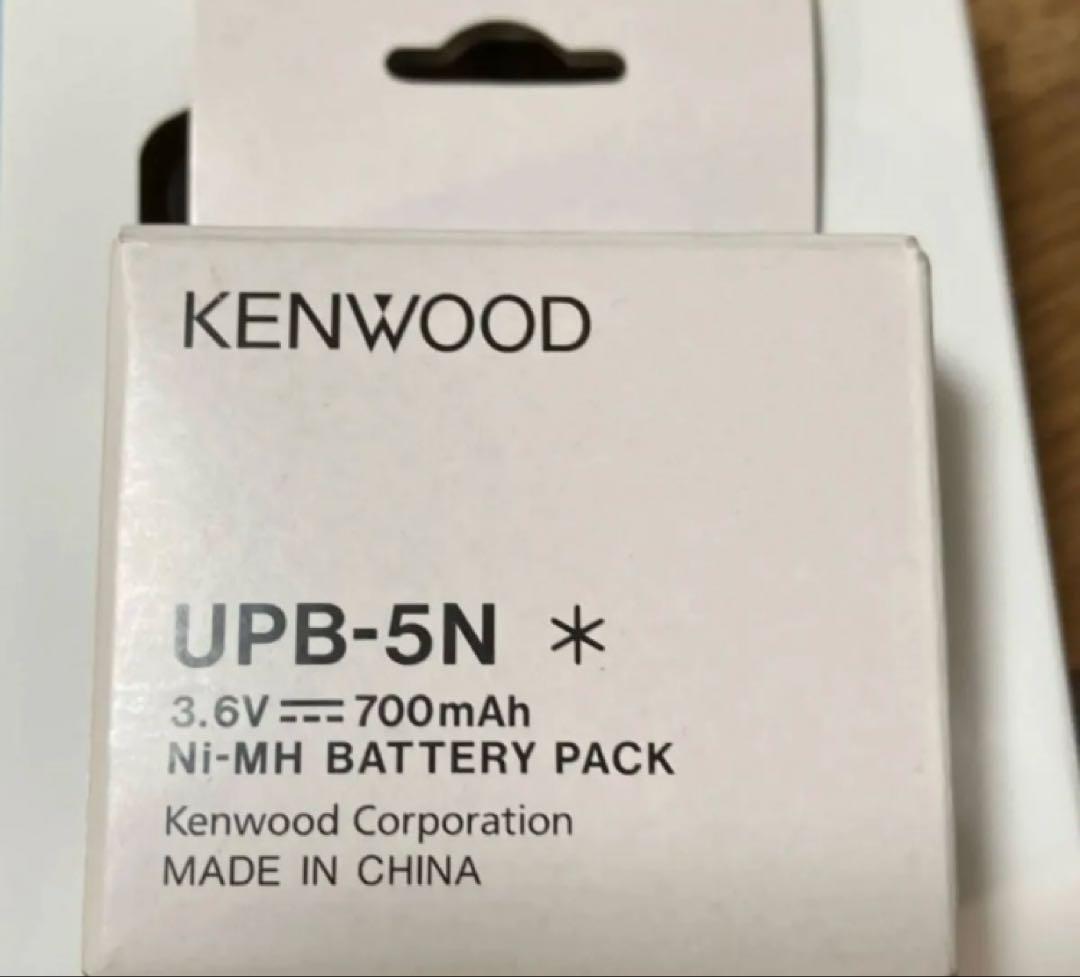 KENWOOD
UPB-5N *
3.6V ⎓ 700mAh
Ni-MH BATTERY PACK
Kenwood Corporation
MADE IN CHINA